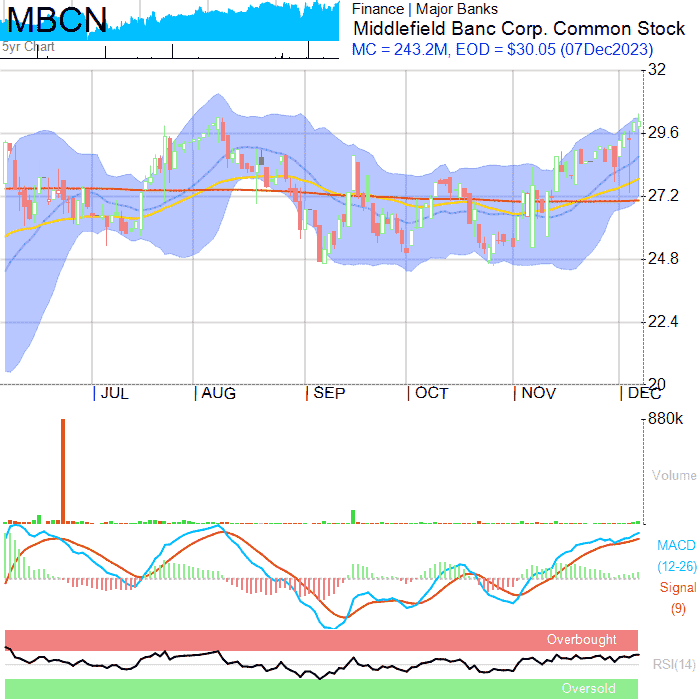 MBCN
5yr Chart
Finance | Major Banks
Middlefield Banc Corp. Common Stock
MC = 243.2M, EOD = $30.05 (07Dec2023)
32
29.6
27.2
24.8
22.4
20
JUL AUG SEP OCT NOV DEC
880k
Volume
MACD
(12-26)
Signal
(9)
Overbought
RSI(14)
Oversold